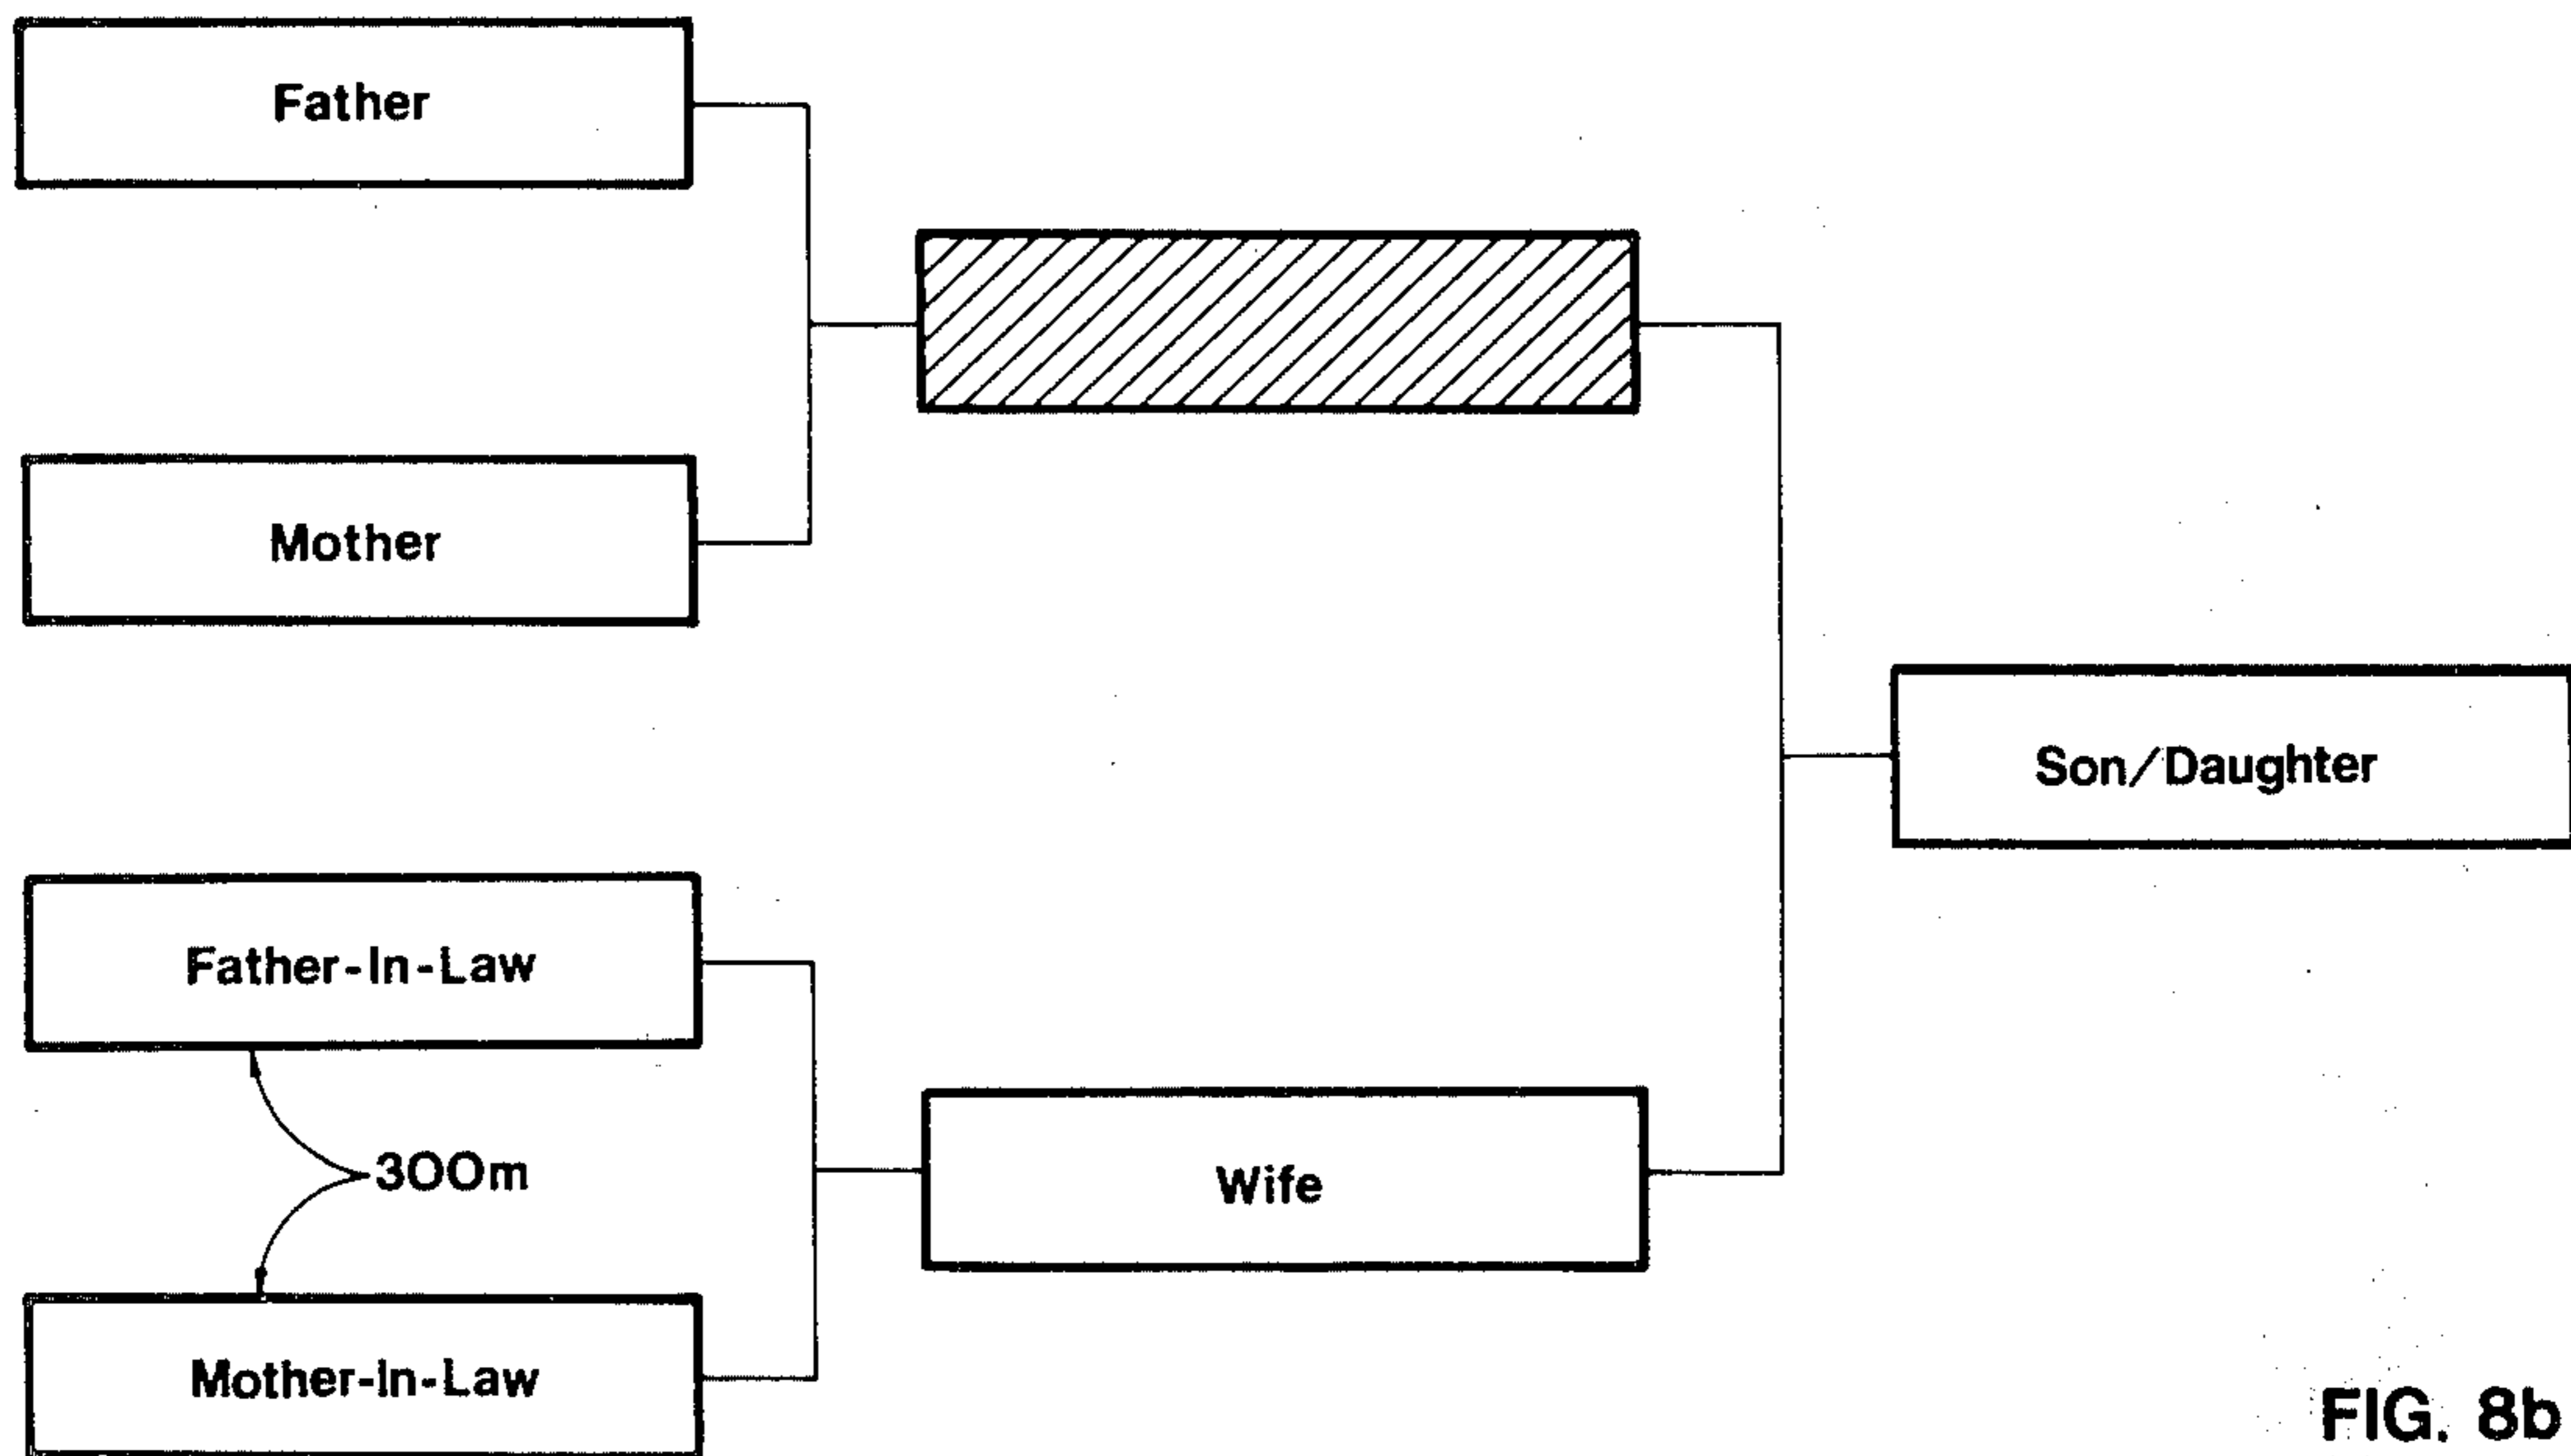 Father
Mother
Son/Daughter
Father-In-Law
300m
Wife
Mother-In-Law
FIG. 8b